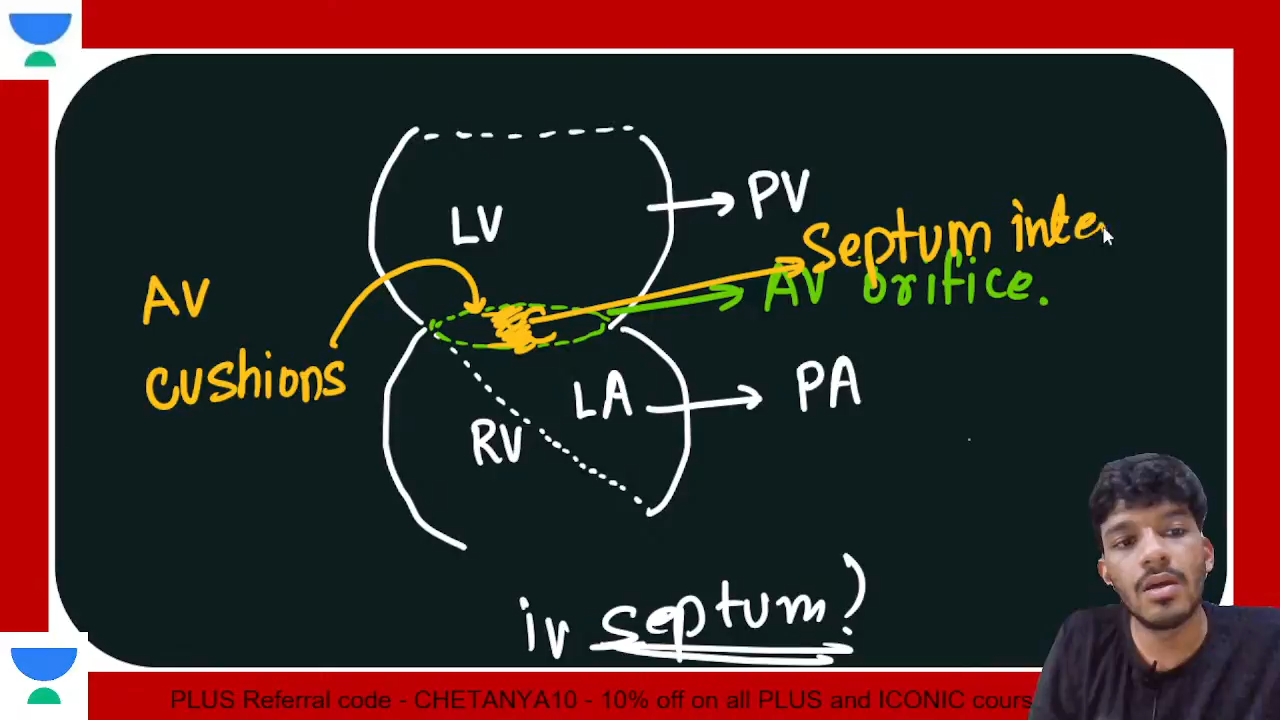 PV
LV
Septum inte
AV orifice.
AV
cushions
LA
PA
RV
iv septum?
PLUS Referral code - CHETANYA10 - 10% off on all PLUS and ICONIC cours